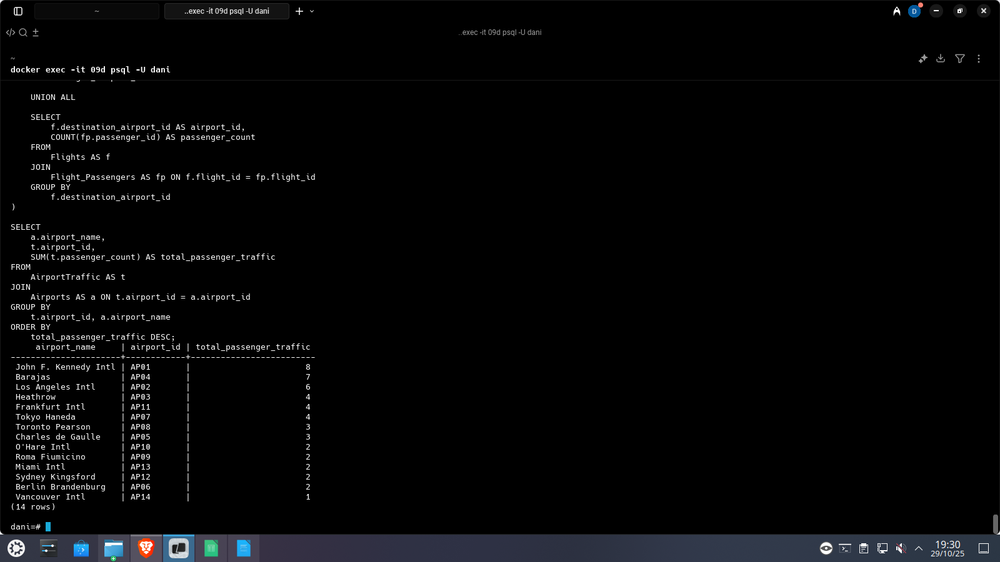 ~
..exec -it 09d psql -U dani
D
..exec -it 09d psql -U dani
~
docker exec -it 09d psql -U dani
    UNION ALL
    SELECT
        f.destination_airport_id AS airport_id,
        COUNT(fp.passenger_id) AS passenger_count
    FROM
        Flights AS f
    JOIN
        Flight_Passengers AS fp ON f.flight_id = fp.flight_id
    GROUP BY
        f.destination_airport_id
)
SELECT
    a.airport_name,
    t.airport_id,
    SUM(t.passenger_count) AS total_passenger_traffic
FROM
    AirportTraffic AS t
JOIN
    Airports AS a ON t.airport_id = a.airport_id
GROUP BY
    t.airport_id, a.airport_name
ORDER BY
    total_passenger_traffic DESC;
     airport_name     | airport_id | total_passenger_traffic
----------------------+------------+-------------------------
 John F. Kennedy Intl | AP01       |                       8
 Barajas              | AP04       |                       7
 Los Angeles Intl     | AP02       |                       6
 Heathrow             | AP03       |                       4
 Frankfurt Intl       | AP11       |                       4
 Tokyo Haneda         | AP07       |                       4
 Toronto Pearson      | AP08       |                       3
 Charles de Gaulle    | AP05       |                       3
 O'Hare Intl          | AP10       |                       2
 Roma Fiumicino       | AP09       |                       2
 Miami Intl           | AP13       |                       2
 Sydney Kingsford     | AP12       |                       2
 Berlin Brandenburg   | AP06       |                       2
 Vancouver Intl       | AP14       |                       1
(14 rows)
dani=#
19:30
29/10/25